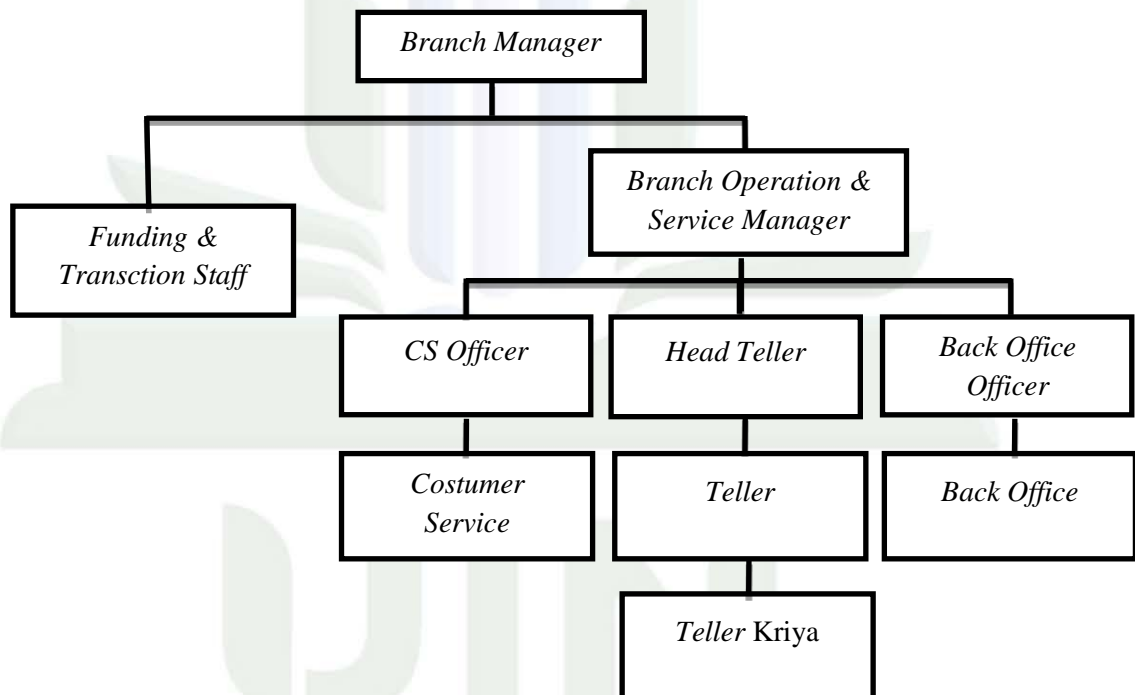 Branch Manager
Branch Operation &
Service Manager
Funding &
Transction Staff
CS Officer
Head Teller
Back Office
Officer
Costumer
Service
Teller
Back Office
Teller Kriya
UIN